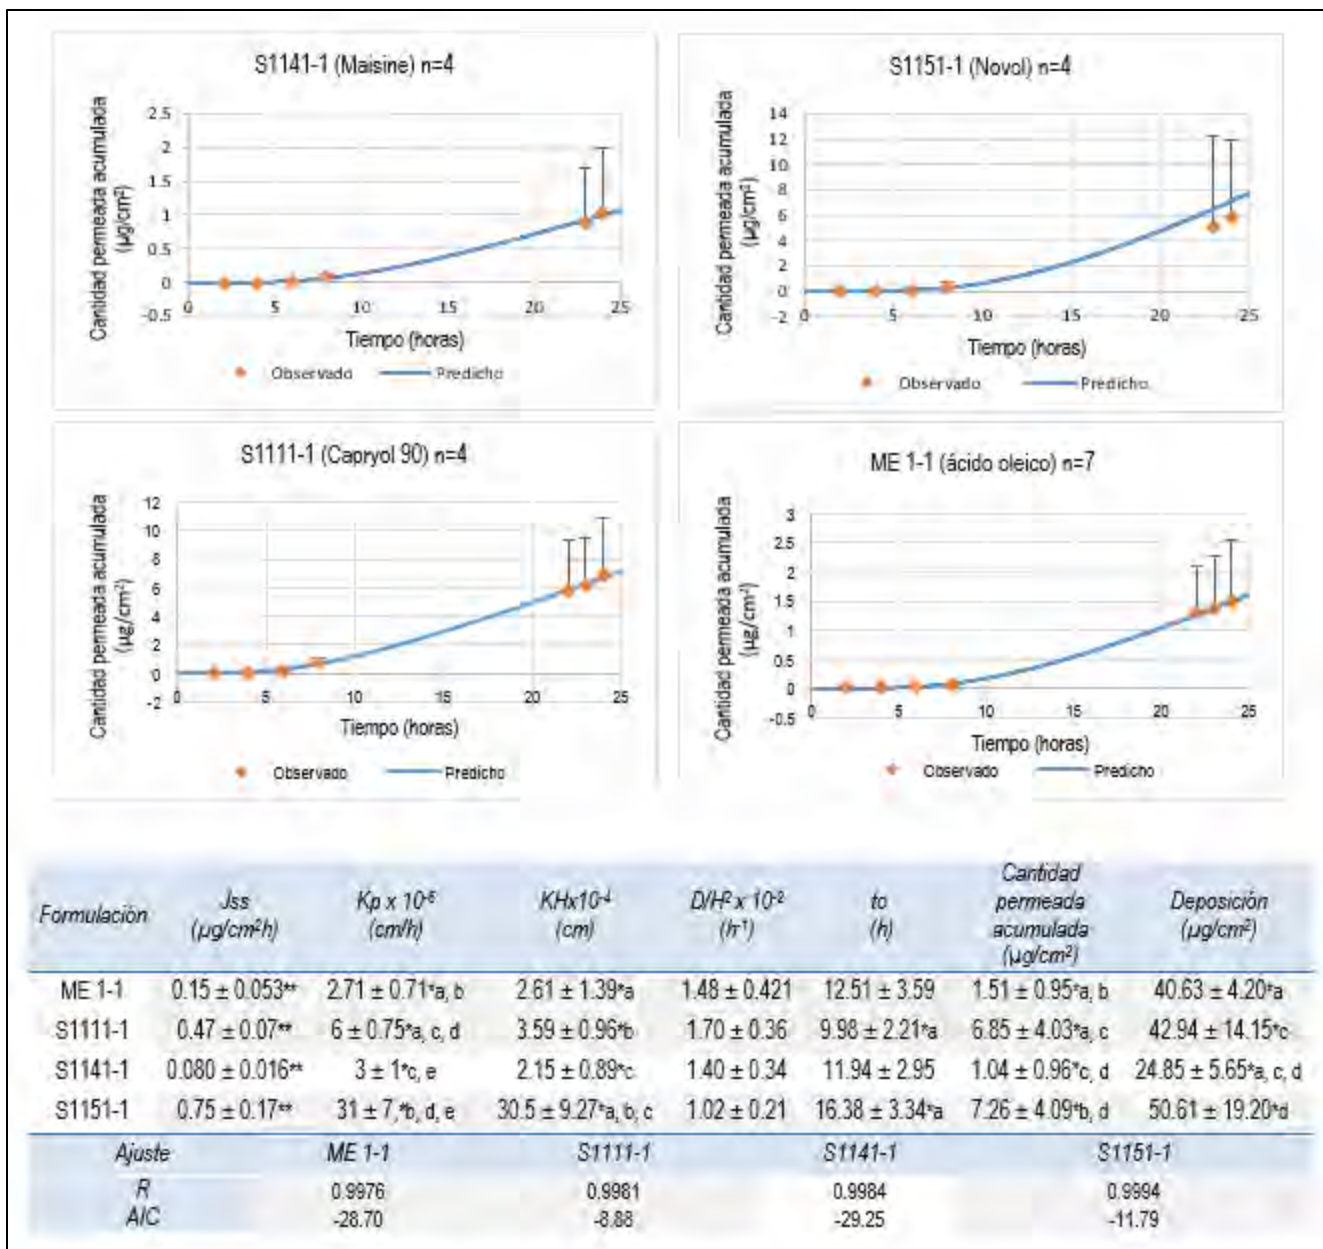 S1141-1 (Maisine) n=4
Cantidad permeada acumulada
(µg/cm²)
2.5
2
1.5
1
0.5
0
-0.5
0 5 10 15 20 25
Tiempo (horas)
Observado Predicho
S1151-1 (Novol) n=4
Cantidad permeada acumulada
(µg/cm²)
14
12
10
8
6
4
2
0
-2
0 5 10 15 20 25
Tiempo (horas)
Observado Predicho
S1111-1 (Capryol 90) n=4
Cantidad permeada acumulada
(µg/cm²)
12
10
8
6
4
2
0
-2
0 5 10 15 20 25
Tiempo (horas)
Observado Predicho
ME 1-1 (ácido oleico) n=7
Cantidad permeada acumulada
(µg/cm²)
3
2.5
2
1.5
1
0.5
0
-0.5
0 5 10 15 20 25
Tiempo (horas)
Observado Predicho
Formulación Jss (µg/cm²h) Kp x 10⁻⁶ (cm/h) KHx10⁻⁴ (cm) D/H² x 10⁻² (h⁻¹) to (h) Cantidad permeada acumulada (µg/cm²) Deposición (µg/cm²)
ME 1-1 0.15 ± 0.053** 2.71 ± 0.71*a, b 2.61 ± 1.39*a 1.48 ± 0.421 12.51 ± 3.59 1.51 ± 0.95*a, b 40.63 ± 4.20*a
S1111-1 0.47 ± 0.07** 6 ± 0.75*a, c, d 3.59 ± 0.96*b 1.70 ± 0.36 9.98 ± 2.21*a 6.85 ± 4.03*a, c 42.94 ± 14.15*c
S1141-1 0.080 ± 0.016** 3 ± 1*c, e 2.15 ± 0.89*c 1.40 ± 0.34 11.94 ± 2.95 1.04 ± 0.96*c, d 24.85 ± 5.65*a, c, d
S1151-1 0.75 ± 0.17** 31 ± 7,*b, d, e 30.5 ± 9.27*a, b, c 1.02 ± 0.21 16.38 ± 3.34*a 7.26 ± 4.09*b, d 50.61 ± 19.20*d
Ajuste ME 1-1 S1111-1 S1141-1 S1151-1
R 0.9976 0.9981 0.9984 0.9994
AIC -28.70 -8.88 -29.25 -11.79